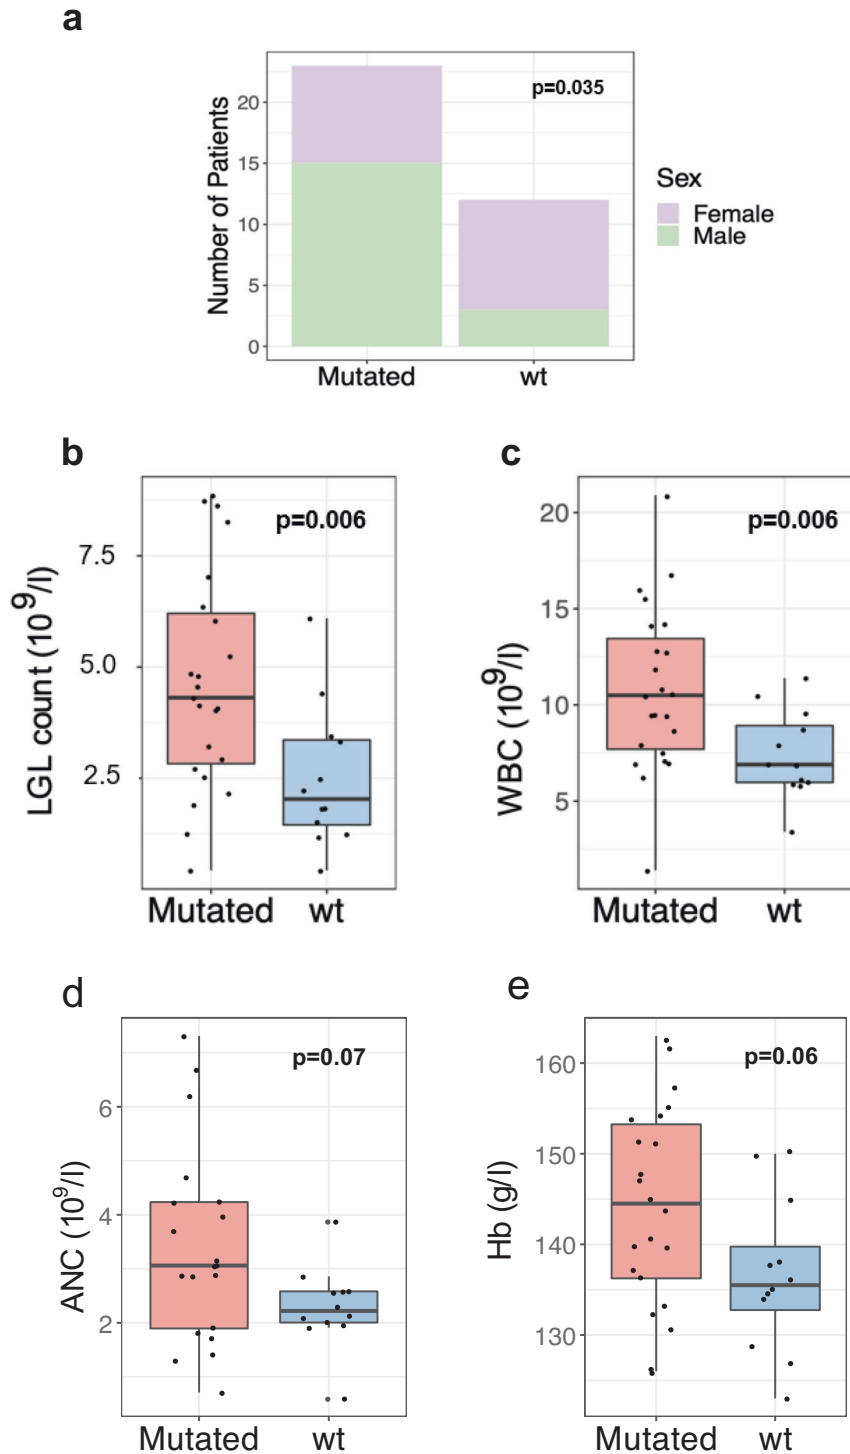 a
Number of Patients
20
15
10
5
0
p=0.035
Mutated
wt
Sex
Female
Male
b
LGL count (10⁹/l)
7.5
5.0
2.5
p=0.006
Mutated
wt
c
WBC (10⁹/l)
20
15
10
5
p=0.006
Mutated
wt
d
ANC (10⁹/l)
6
4
2
p=0.07
Mutated
wt
e
Hb (g/l)
160
150
140
130
p=0.06
Mutated
wt